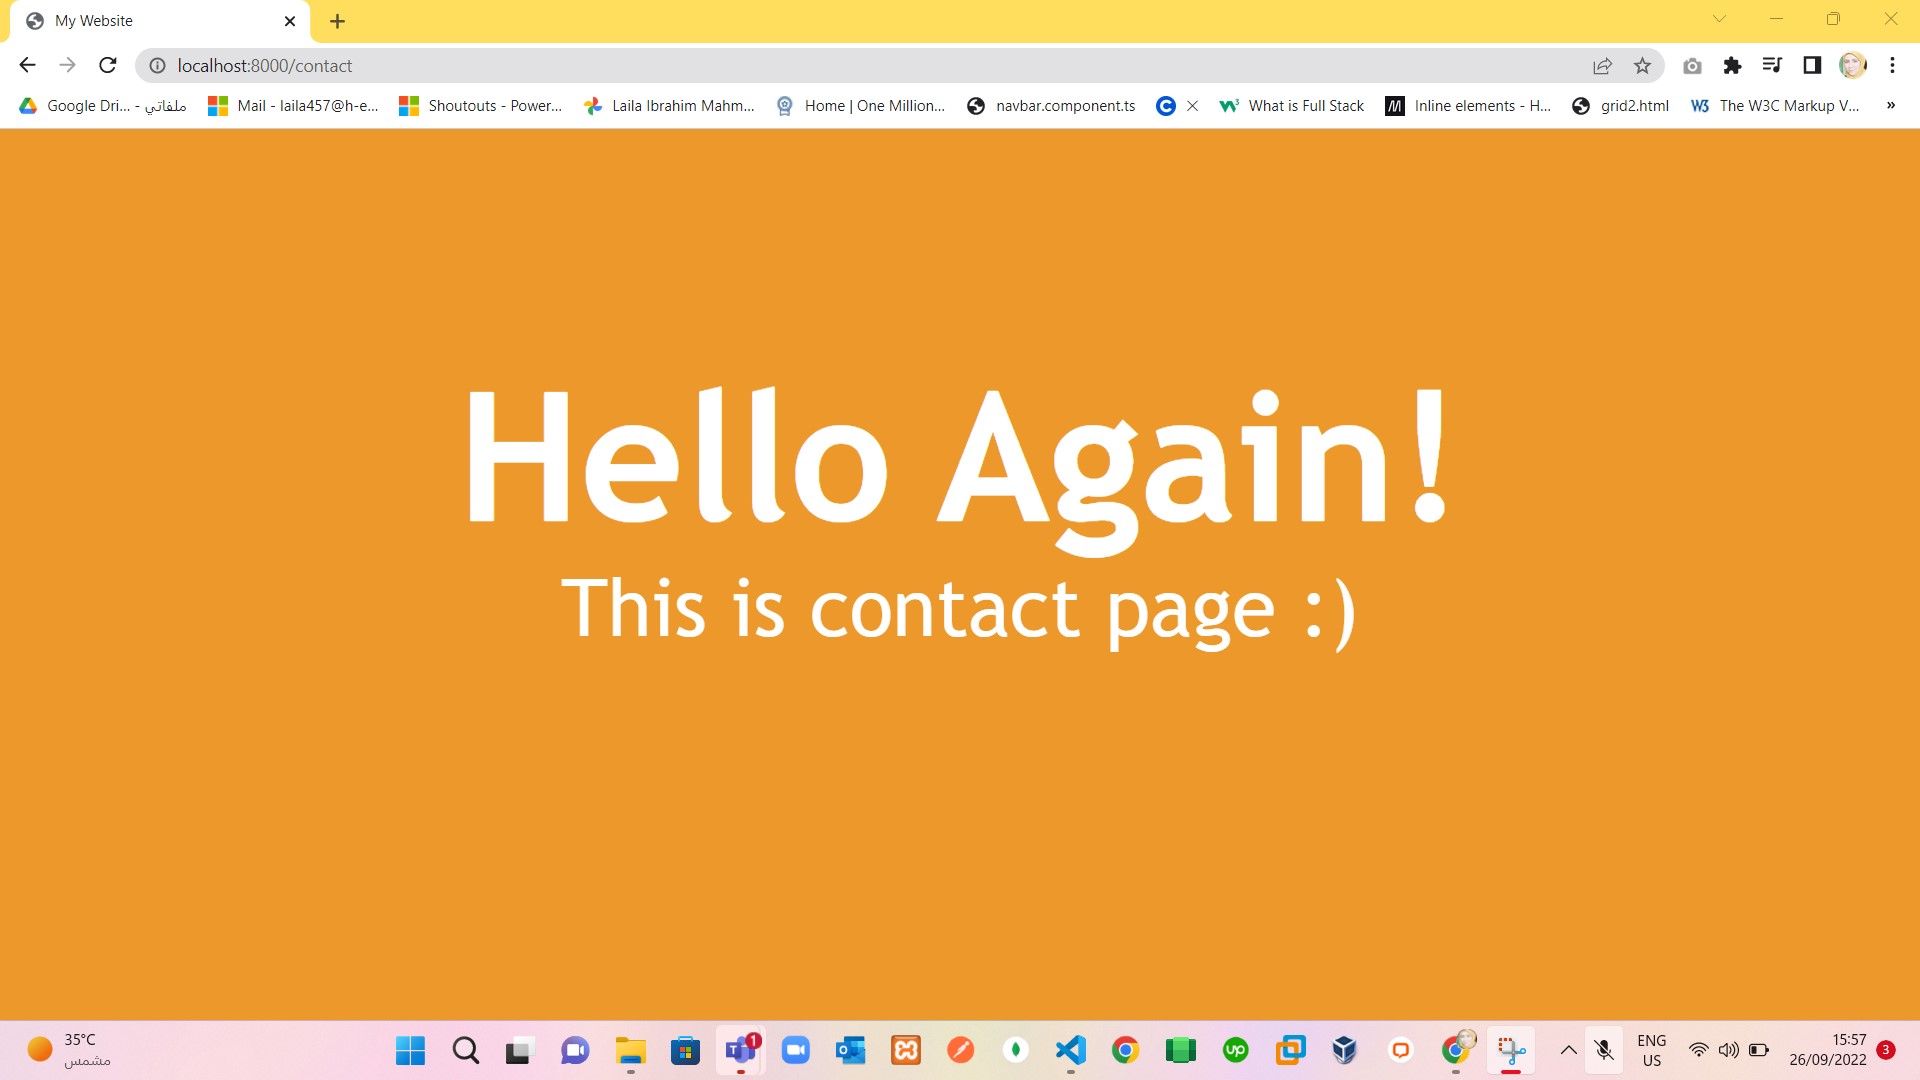 My Website
localhost:8000/contact
Google Dri... - ملفاتي
Mail - laila457@h-e...
Shoutouts - Power...
Laila Ibrahim Mahm...
Home | One Million...
navbar.component.ts
What is Full Stack
Inline elements - H...
grid2.html
The W3C Markup V...
Hello Again!
This is contact page :)
35°C
مشمس
1
ENG
US
15:57
26/09/2022
3